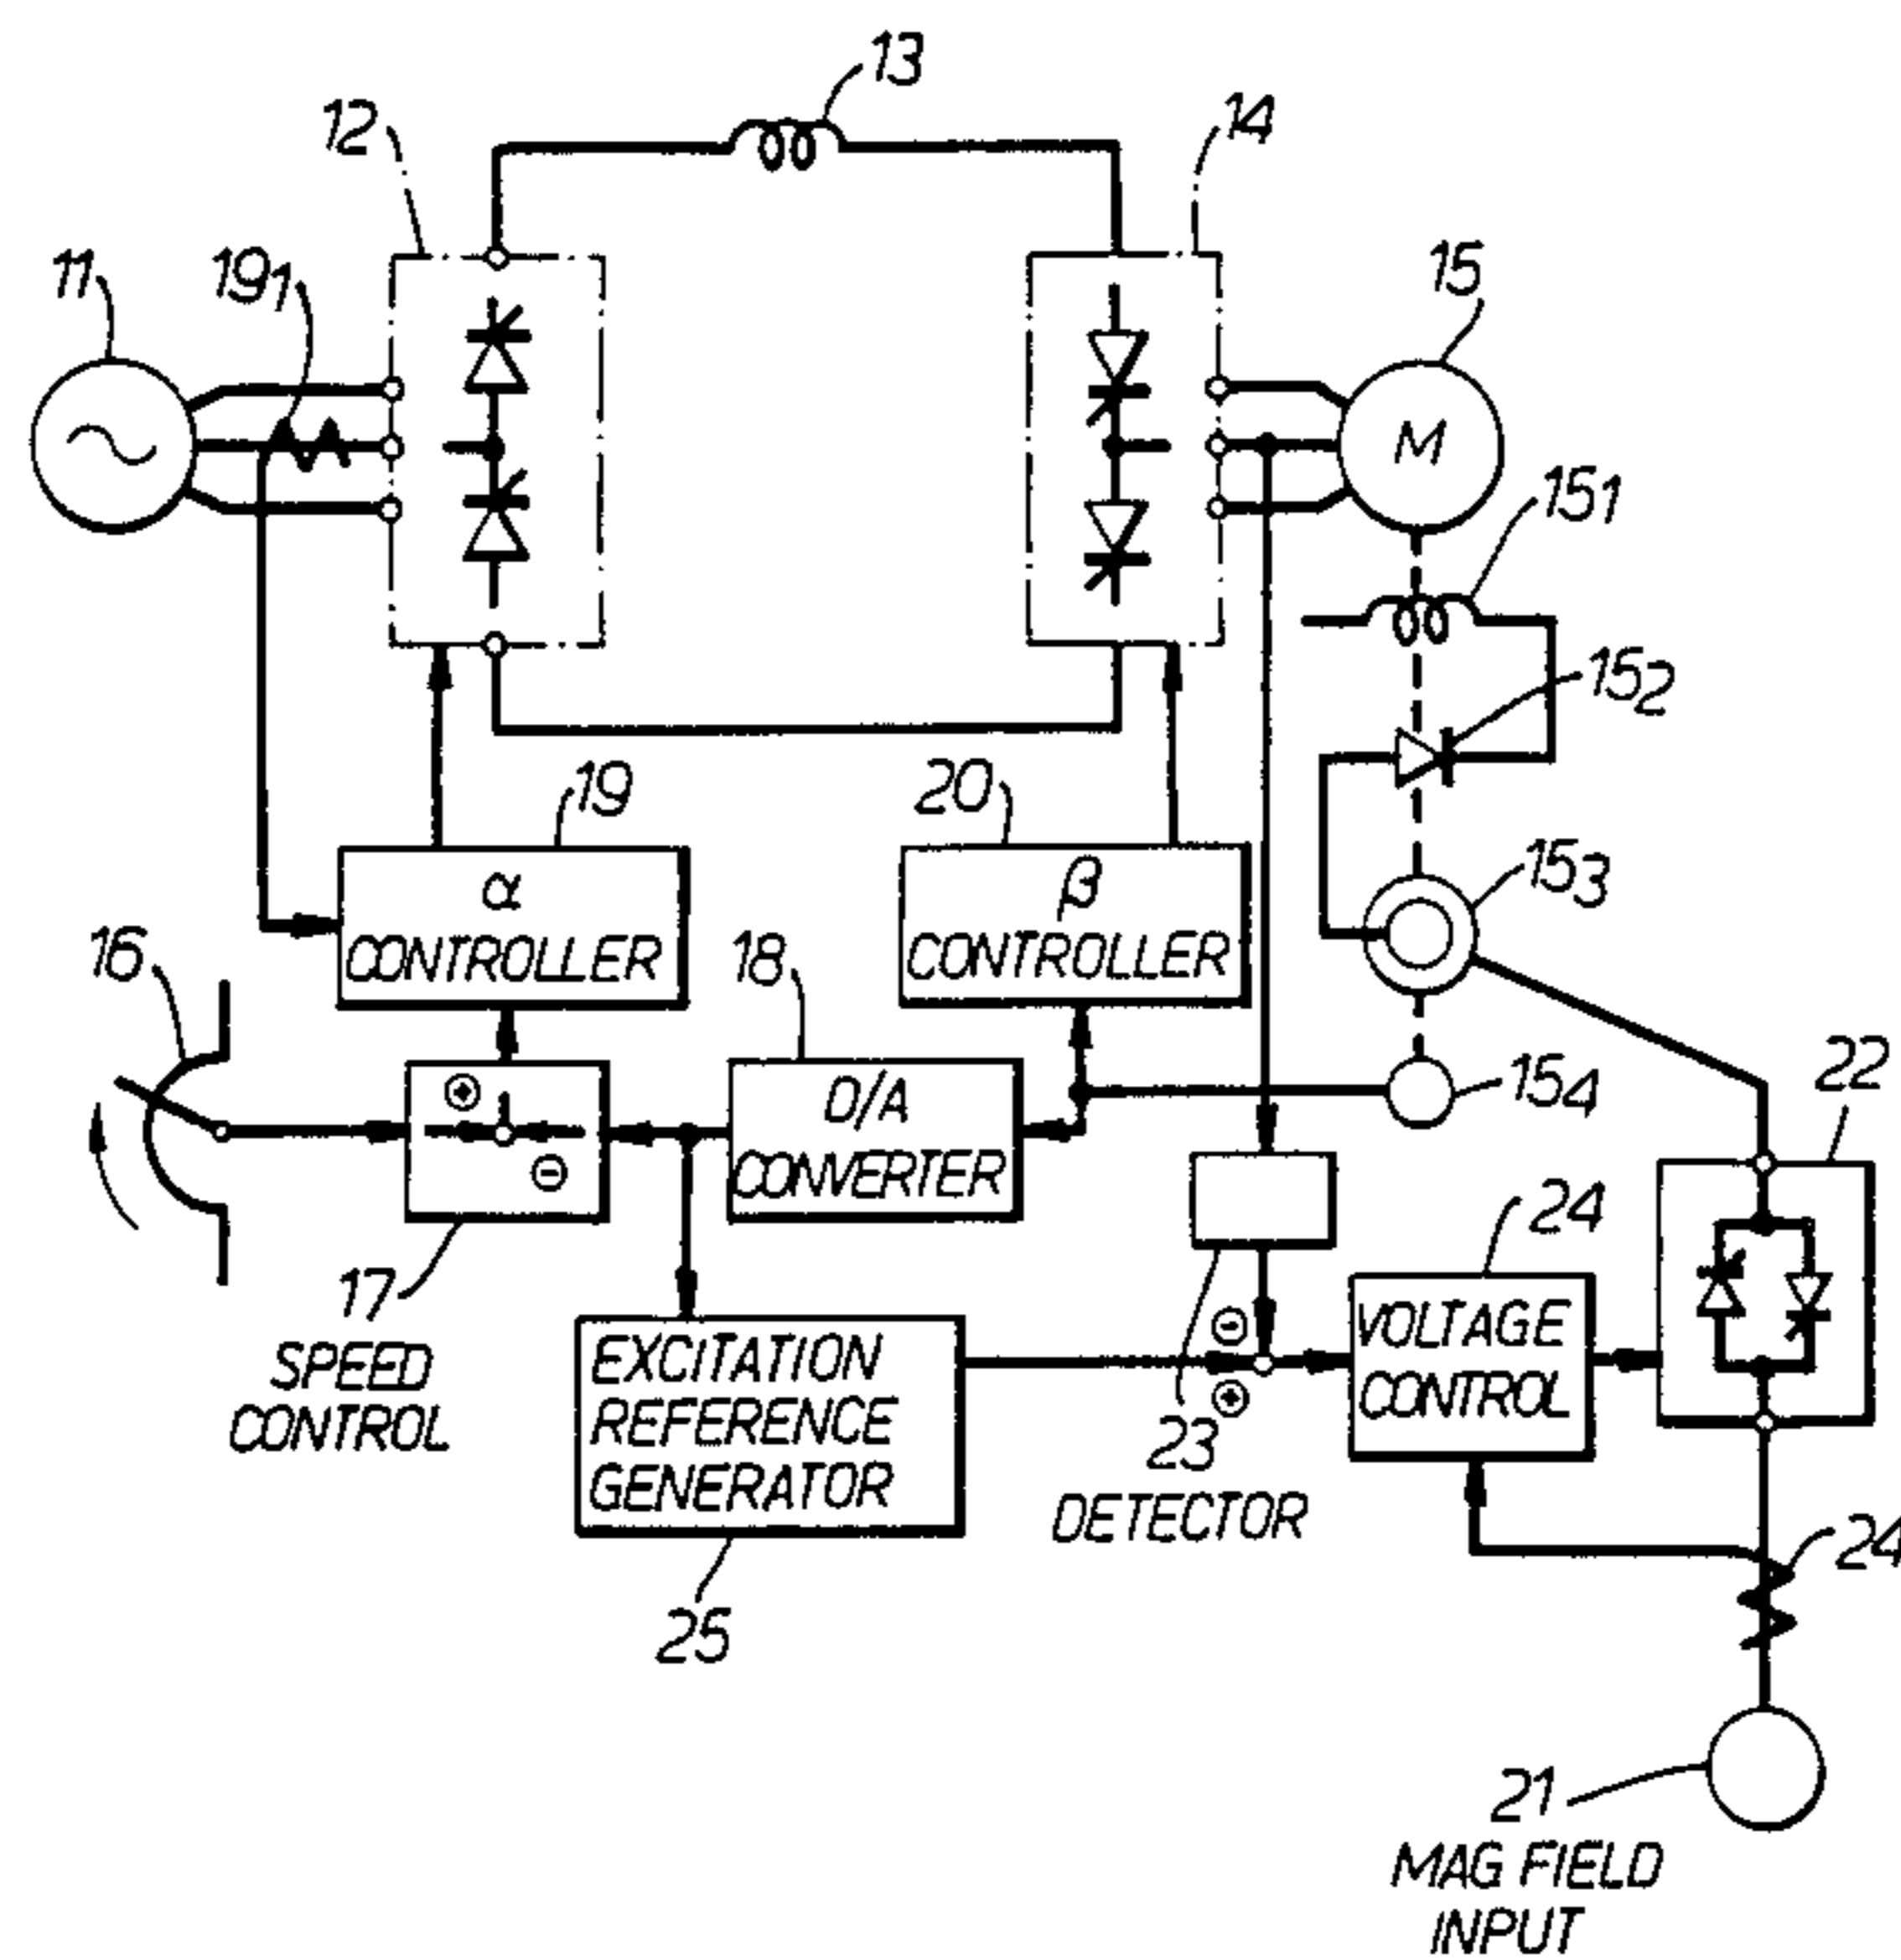 13
12
14
11
19₁
15
M
15₁
15₂
19
20
α
CONTROLLER
β
CONTROLLER
15₃
16
18
22
15₄
⊕
⊖
D/A
CONVERTER
24
17
SPEED
CONTROL
EXCITATION
REFERENCE
GENERATOR
⊖
⊕
VOLTAGE
CONTROL
23
DETECTOR
25
24
21
MAG FIELD
INPUT